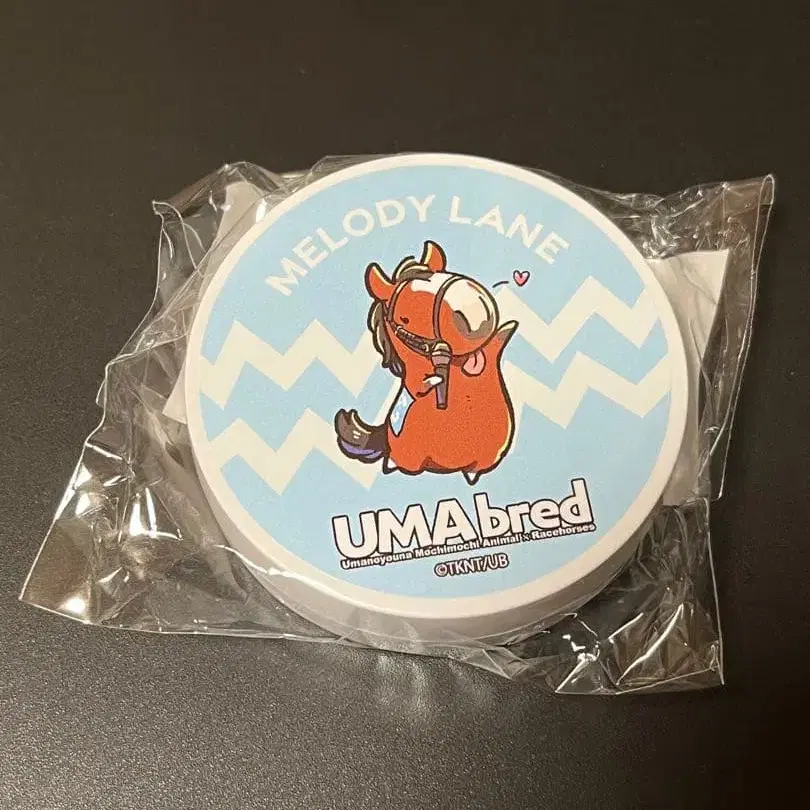 MELODY LANE
UMAbred
Umanoyouna Mochimochi Animal x Racehorses
©TKNT/UB